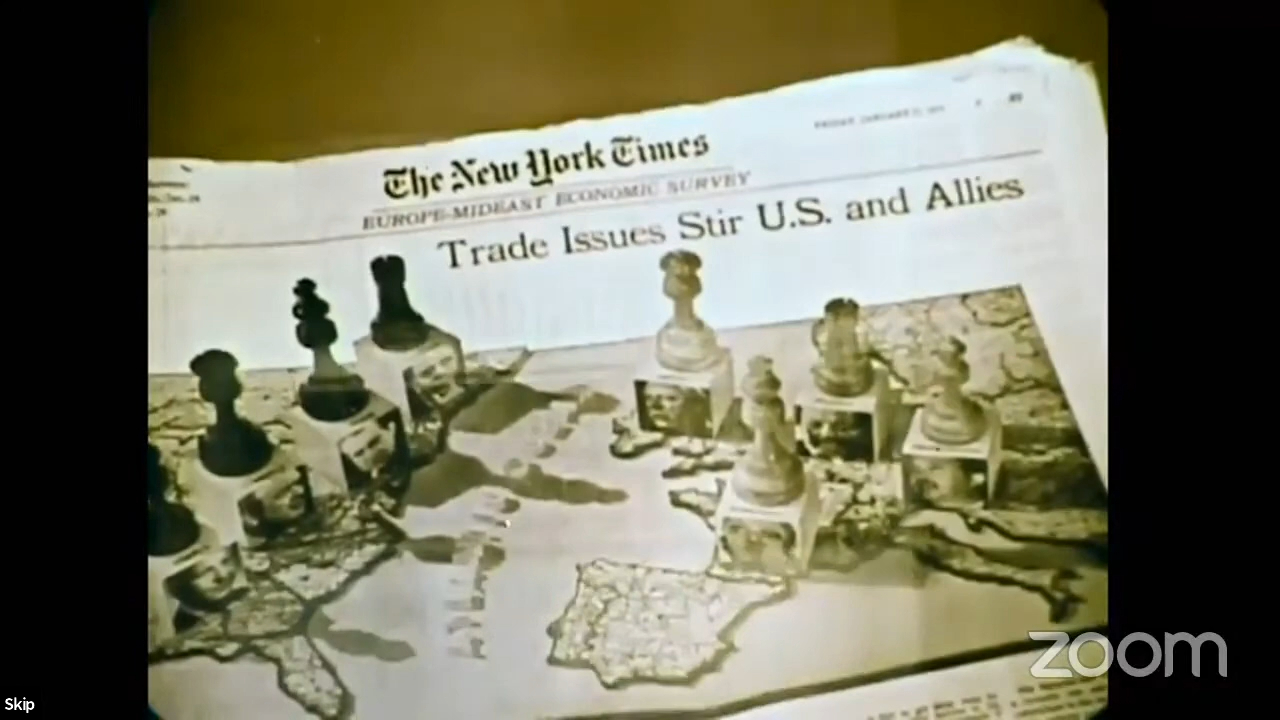 The New York Times
EUROPE-MIDEAST ECONOMIC SURVEY
Trade Issues Stir U.S. and Allies
zoom
Skip